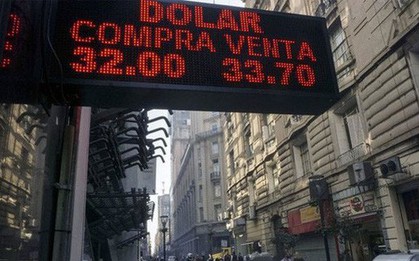 DOLAR
COMPRA VENTA
32.00 33.70